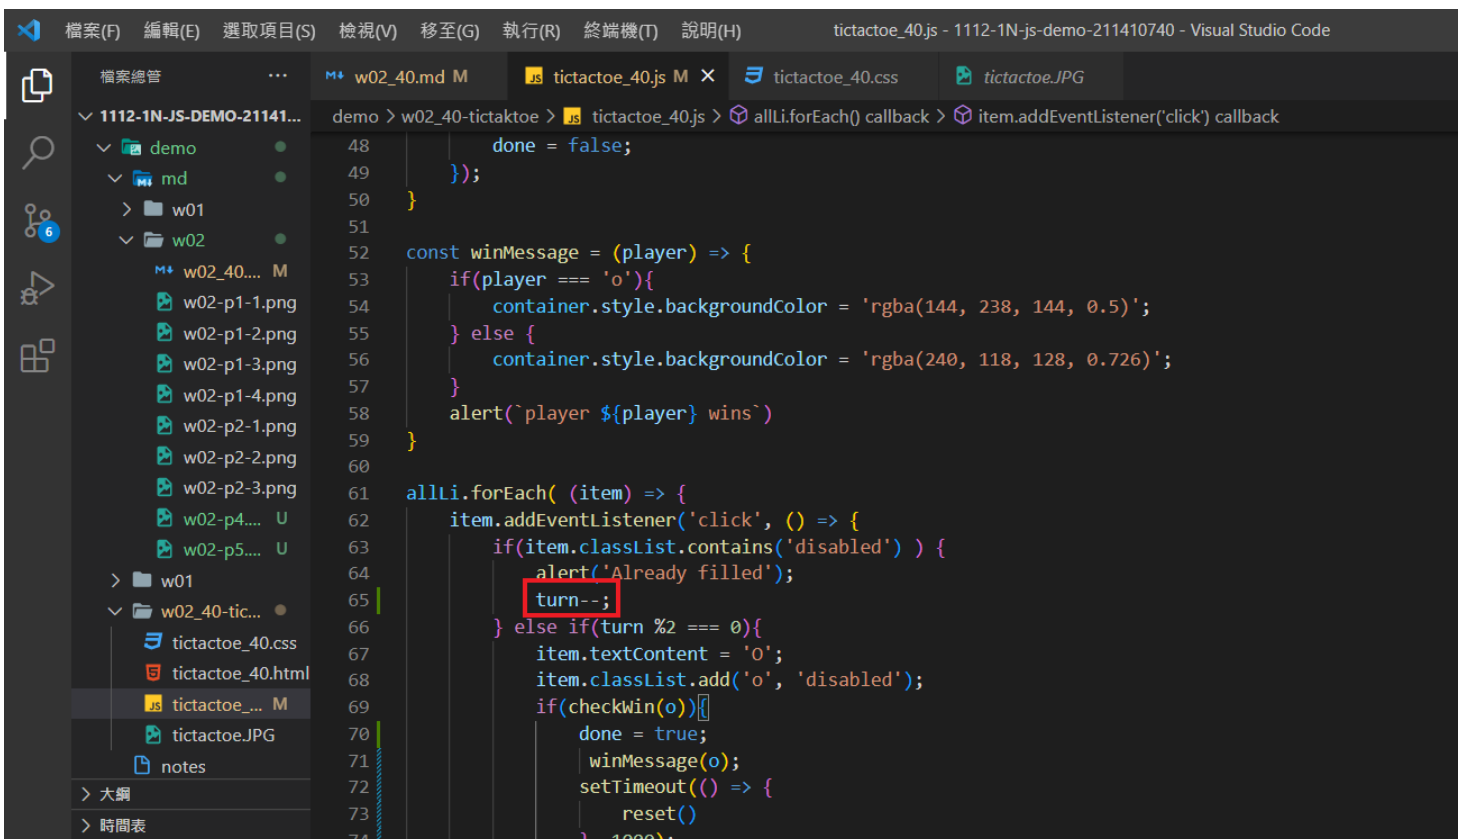 檔案(F) 編輯(E) 選取項目(S) 檢視(V) 移至(G) 執行(R) 終端機(T) 說明(H) tictactoe_40.js - 1112-1N-js-demo-211410740 - Visual Studio Code
檔案總管 ...
w02_40.md M
tictactoe_40.js M
tictactoe_40.css
tictactoe.JPG
1112-1N-JS-DEMO-21141...
demo > w02_40-tictaktoe > JS tictactoe_40.js > allLi.forEach() callback > item.addEventListener('click') callback
demo
md
w01
w02
w02_40.... M
w02-p1-1.png
w02-p1-2.png
w02-p1-3.png
w02-p1-4.png
w02-p2-1.png
w02-p2-2.png
w02-p2-3.png
w02-p4.... U
w02-p5.... U
w01
w02_40-tic...
tictactoe_40.css
tictactoe_40.html
JS tictactoe_... M
tictactoe.JPG
notes
大綱
時間表
6
48 done = false;
49 });
50 }
51
52 const winMessage = (player) => {
53 if(player === 'o'){
54 container.style.backgroundColor = 'rgba(144, 238, 144, 0.5)';
55 } else {
56 container.style.backgroundColor = 'rgba(240, 118, 128, 0.726)';
57 }
58 alert(`player ${player} wins`)
59 }
60
61 allLi.forEach( (item) => {
62 item.addEventListener('click', () => {
63 if(item.classList.contains('disabled') ) {
64 alert('Already filled');
65 turn--;
66 } else if(turn %2 === 0){
67 item.textContent = 'O';
68 item.classList.add('o', 'disabled');
69 if(checkWin(o)){
70 done = true;
71 winMessage(o);
72 setTimeout(() => {
73 reset()
74 }, 1000);